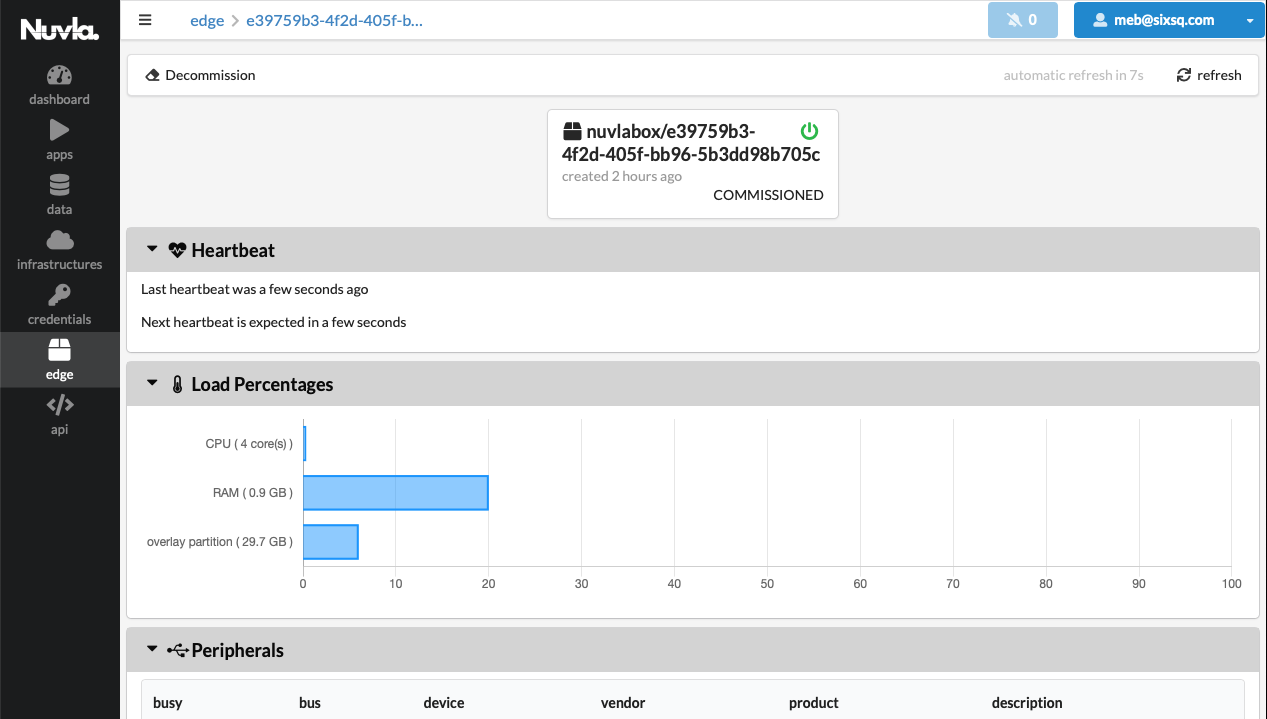 Nuvla.
dashboard
apps
data
infrastructures
credentials
edge
api
edge e39759b3-4f2d-405f-b...
0
meb@sixsq.com
Decommission
automatic refresh in 7s
refresh
nuvlabox/e39759b3-
4f2d-405f-bb96-5b3dd98b705c
created 2 hours ago
COMMISSIONED
Heartbeat
Last heartbeat was a few seconds ago
Next heartbeat is expected in a few seconds
Load Percentages
CPU ( 4 core(s) )
RAM ( 0.9 GB )
overlay partition ( 29.7 GB )
0 10 20 30 40 50 60 70 80 90 100
Peripherals
busy bus device vendor product description